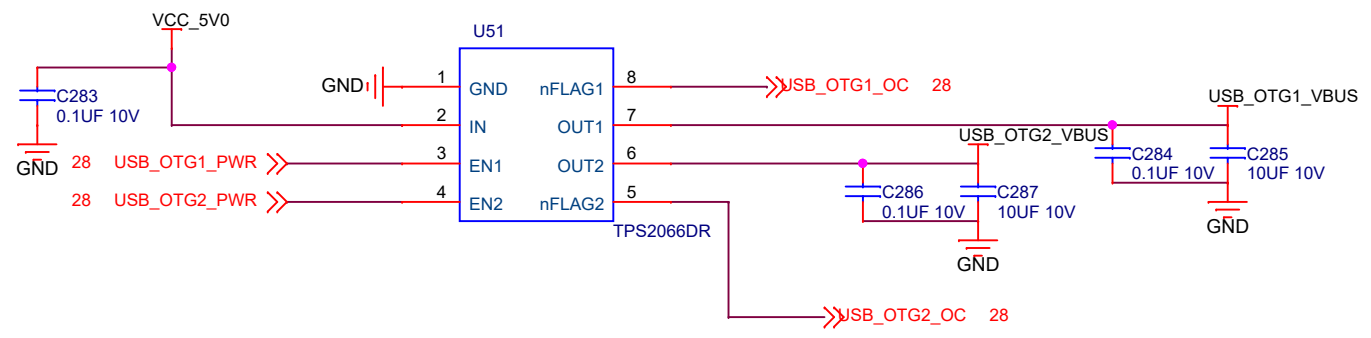 VCC_5V0
U51
C283
0.1UF 10V
GND
GND
1
GND
nFLAG1
8
USB_OTG1_OC 28
2
IN
OUT1
7
USB_OTG1_VBUS
28 USB_OTG1_PWR
3
EN1
OUT2
6
USB_OTG2_VBUS
28 USB_OTG2_PWR
4
EN2
nFLAG2
5
TPS2066DR
C286
0.1UF 10V
C287
10UF 10V
GND
C284
0.1UF 10V
C285
10UF 10V
GND
USB_OTG2_OC 28